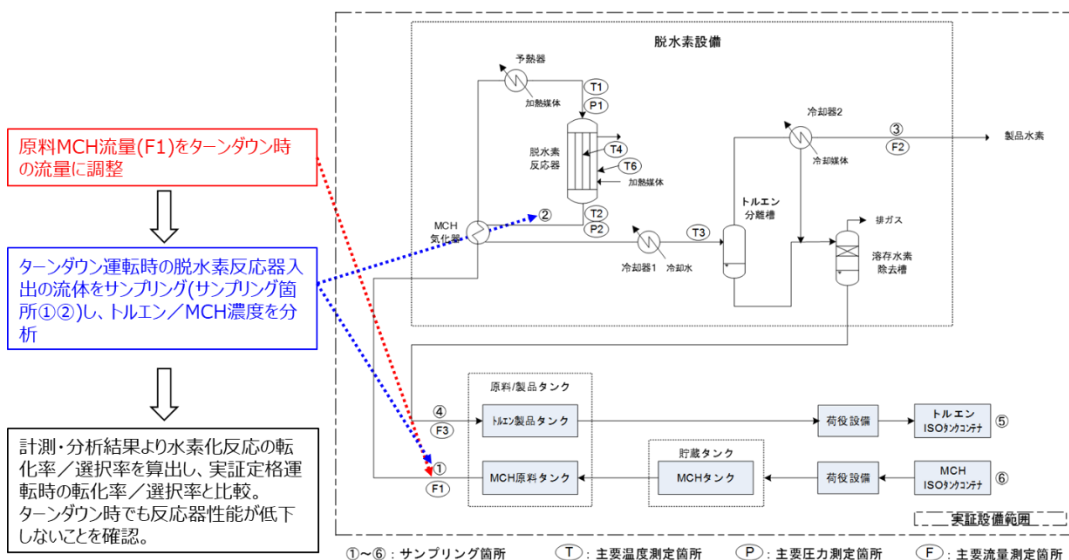 原料MCH流量(F1)をターンダウン時
の流量に調整
ターンダウン運転時の脱水素反応器入
出の流体をサンプリング(サンプリング箇
所①②)し、トルエン/MCH濃度を分
析
計測・分析結果より水素化反応の転
化率/選択率を算出し、実証定格運
転時の転化率/選択率と比較。
ターンダウン時でも反応器性能が低下
しないことを確認。
脱水素設備
予熱器
加熱媒体
T1
P1
脱水素
反応器
T4
T6
加熱媒体
②
T2
P2
MCH
気化器
冷却器1
冷却水
T3
トルエン
分離槽
冷却器2
冷却媒体
③
F2
製品水素
排ガス
溶存水素
除去槽
原料/製品タンク
④
F3
トルエン製品タンク
荷役設備
トルエン
ISOタンクコンテナ
⑤
①
F1
MCH原料タンク
貯蔵タンク
MCHタンク
荷役設備
MCH
ISOタンクコンテナ
⑥
実証設備範囲
①~⑥:サンプリング箇所
T:主要温度測定箇所
P:主要圧力測定箇所
F:主要流量測定箇所